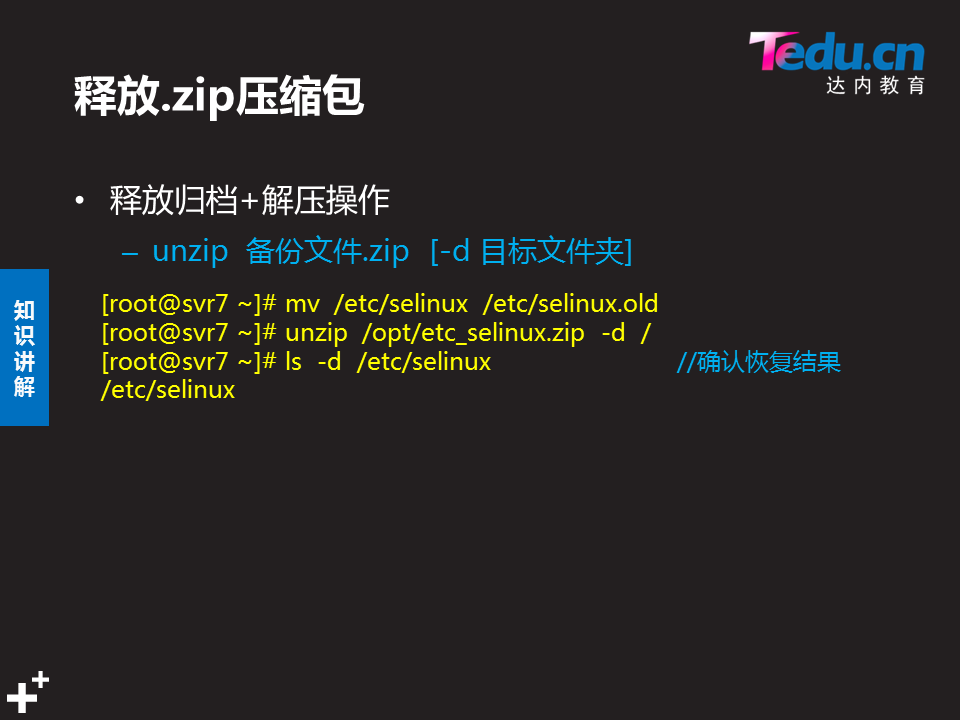 Tedu.cn
达内教育
释放.zip压缩包
• 释放归档+解压操作
– unzip 备份文件.zip [-d 目标文件夹]
知识讲解
[root@svr7 ~]# mv /etc/selinux /etc/selinux.old
[root@svr7 ~]# unzip /opt/etc_selinux.zip -d /
[root@svr7 ~]# ls -d /etc/selinux //确认恢复结果
/etc/selinux